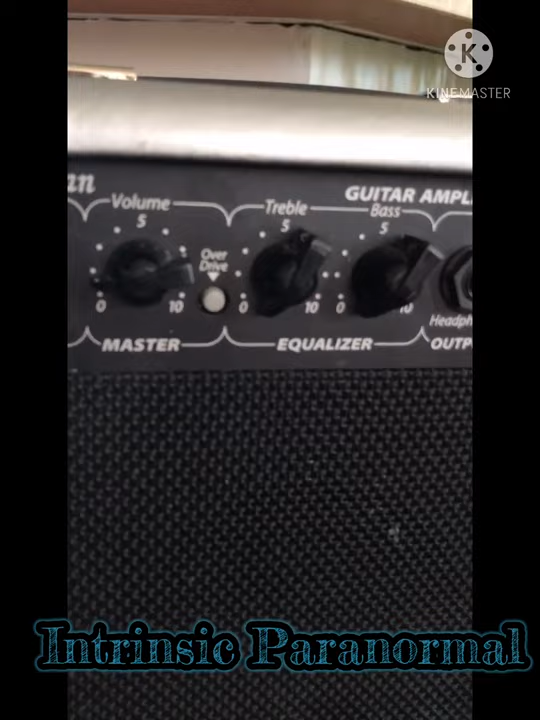 K
KINEMASTER
GUITAR AMPL
Volume
Treble
Bass
5
5
5
Over
Drive
0
10
0
10
0
10
Headph
MASTER
EQUALIZER
OUTP
Intrinsic Paranormal